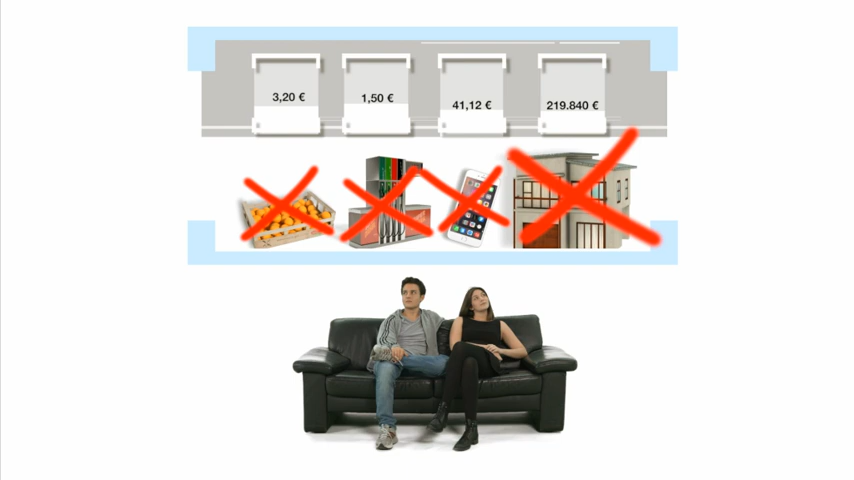 3,20 €
1,50 €
41,12 €
219.840 €